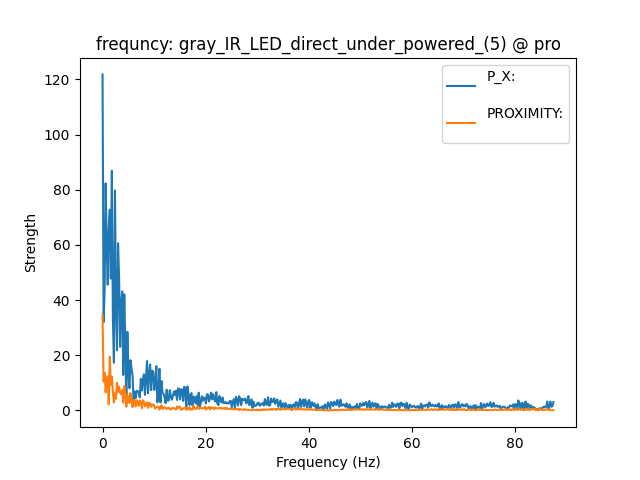 frequncy: gray_IR_LED_direct_under_powered_(5) @ pro
P_X:
PROXIMITY:
Strength
120
100
80
60
40
20
0
0 20 40 60 80
Frequency (Hz)